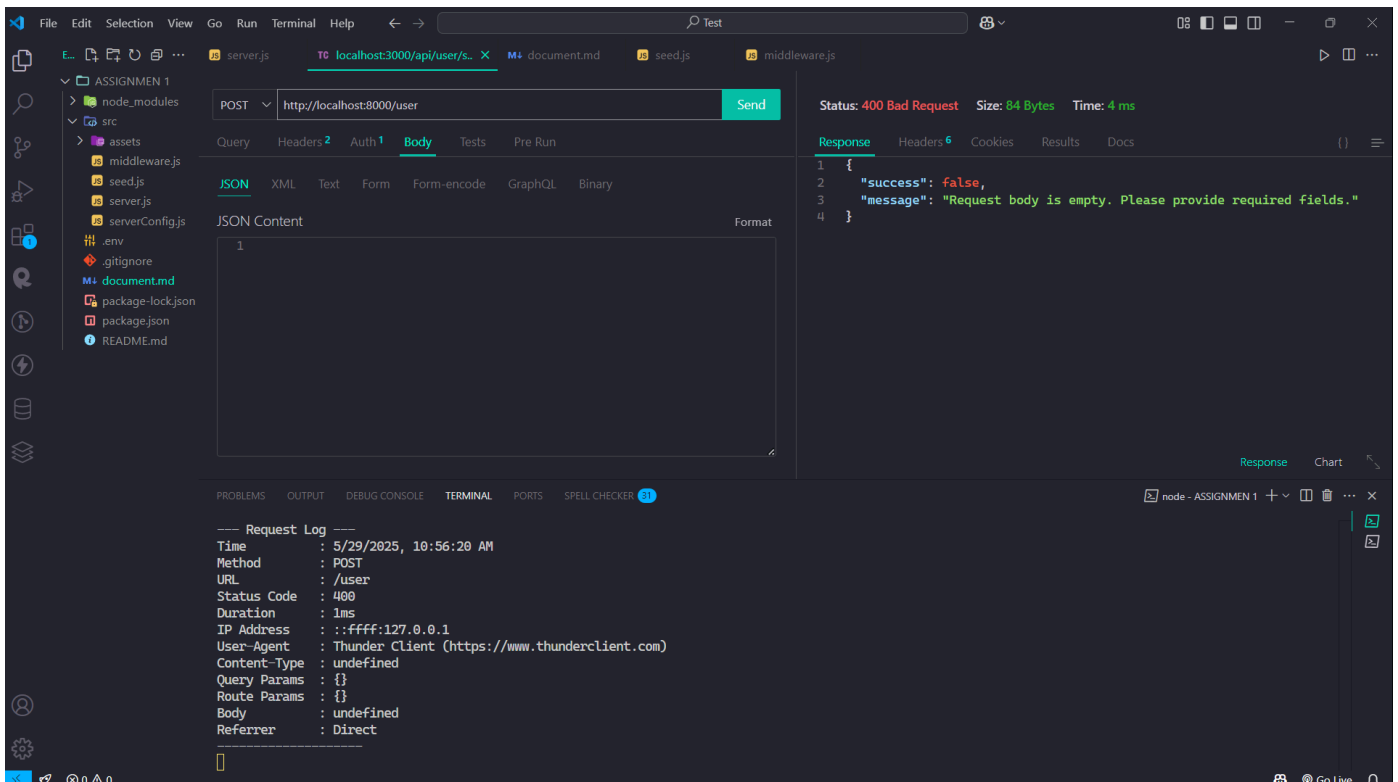 File Edit Selection View Go Run Terminal Help
Test
E...
server.js
TC localhost:3000/api/user/s..
document.md
seed.js
middleware.js
ASSIGNMEN 1
node_modules
src
assets
middleware.js
seed.js
server.js
serverConfig.js
.env
.gitignore
document.md
package-lock.json
package.json
README.md
POST http://localhost:8000/user Send
Query Headers 2 Auth 1 Body Tests Pre Run
JSON XML Text Form Form-encode GraphQL Binary
JSON Content Format
1
Status: 400 Bad Request Size: 84 Bytes Time: 4 ms
Response Headers 6 Cookies Results Docs { }
1 {
2 "success": false,
3 "message": "Request body is empty. Please provide required fields."
4 }
Response Chart
PROBLEMS OUTPUT DEBUG CONSOLE TERMINAL PORTS SPELL CHECKER 31
node - ASSIGNMEN 1
--- Request Log ---
Time : 5/29/2025, 10:56:20 AM
Method : POST
URL : /user
Status Code : 400
Duration : 1ms
IP Address : ::ffff:127.0.0.1
User-Agent : Thunder Client (https://www.thunderclient.com)
Content-Type : undefined
Query Params : {}
Route Params : {}
Body : undefined
Referrer : Direct
--------------------
0 0
Go Live